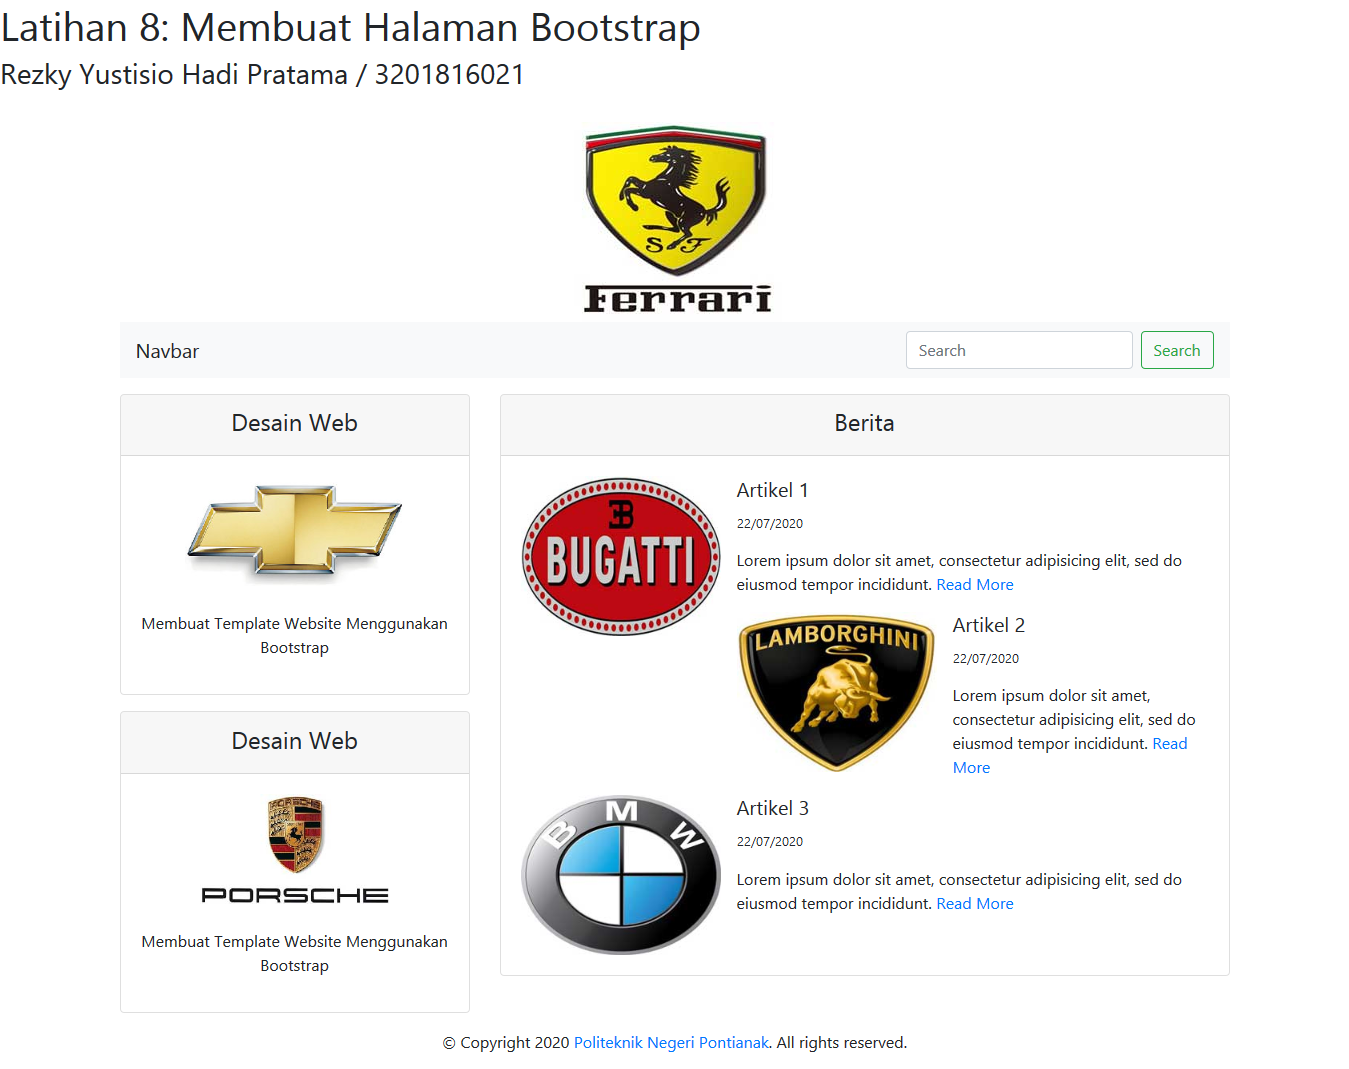 Latihan 8: Membuat Halaman Bootstrap
Rezky Yustisio Hadi Pratama / 3201816021
S F
Ferrari
Navbar
Search
Search
Desain Web
Membuat Template Website Menggunakan
Bootstrap
Desain Web
PORSCHE
PORSCHE
Membuat Template Website Menggunakan
Bootstrap
Berita
EB
BUGATTI
Artikel 1
22/07/2020
Lorem ipsum dolor sit amet, consectetur adipisicing elit, sed do
eiusmod tempor incididunt. Read More
LAMBORGHINI
Artikel 2
22/07/2020
Lorem ipsum dolor sit amet,
consectetur adipisicing elit, sed do
eiusmod tempor incididunt. Read
More
BMW
Artikel 3
22/07/2020
Lorem ipsum dolor sit amet, consectetur adipisicing elit, sed do
eiusmod tempor incididunt. Read More
© Copyright 2020 Politeknik Negeri Pontianak. All rights reserved.